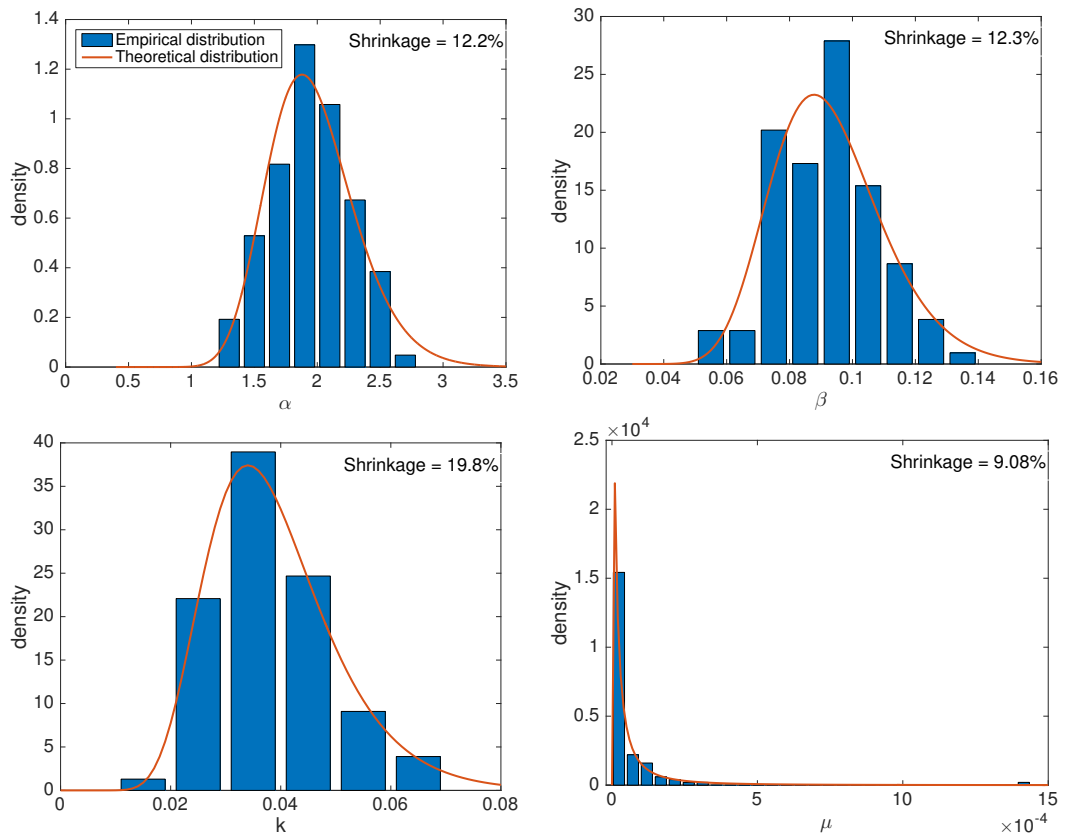 1.4
1.2
1
0.8
0.6
0.4
0.2
0
density
Empirical distribution
Theoretical distribution
Shrinkage = 12.2%
0 0.5 1 1.5 2 2.5 3 3.5
α
30
25
20
15
10
5
0
density
Shrinkage = 12.3%
0.02 0.04 0.06 0.08 0.1 0.12 0.14 0.16
β
40
35
30
25
20
15
10
5
0
density
Shrinkage = 19.8%
0 0.02 0.04 0.06 0.08
k
×10^4
2.5
2
1.5
1
0.5
0
density
Shrinkage = 9.08%
0 5 10 15
×10^-4
μ